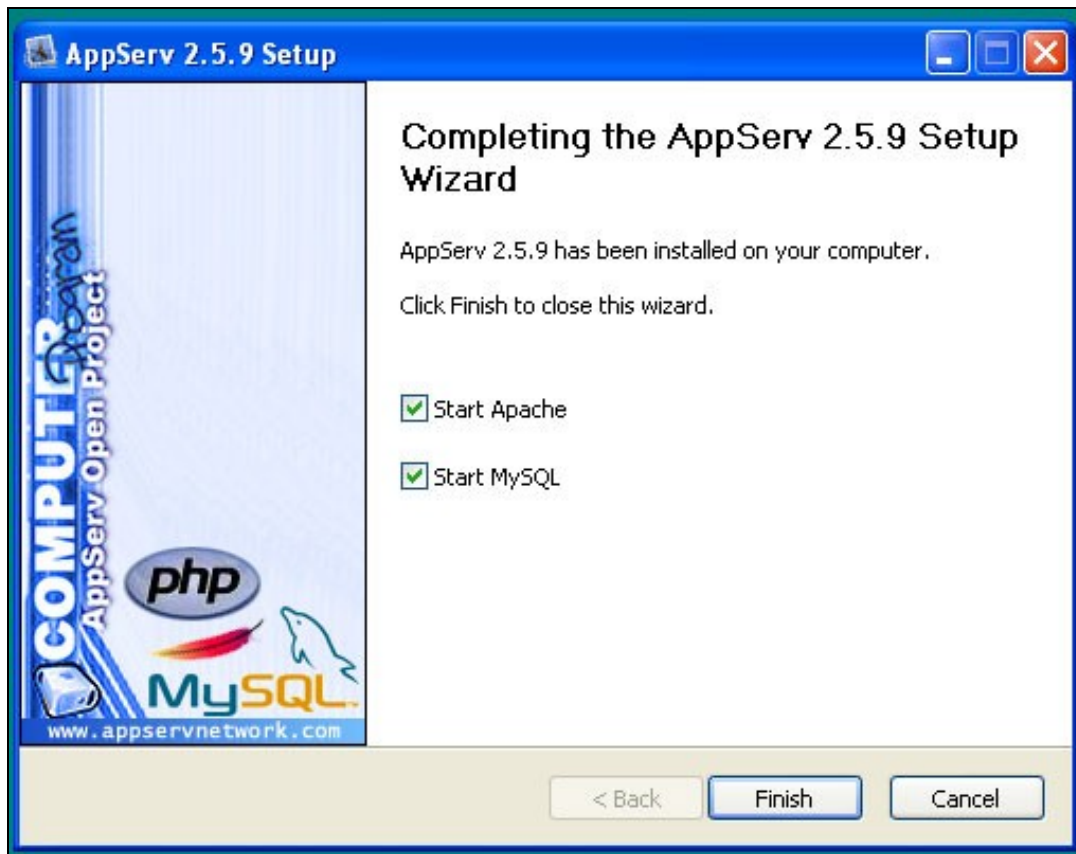 AppServ 2.5.9 Setup
COMPUTER
Program
AppServ Open Project
php
MySQL
www.appservnetwork.com
Completing the AppServ 2.5.9 Setup
Wizard
AppServ 2.5.9 has been installed on your computer.
Click Finish to close this wizard.
Start Apache
Start MySQL
< Back
Finish
Cancel